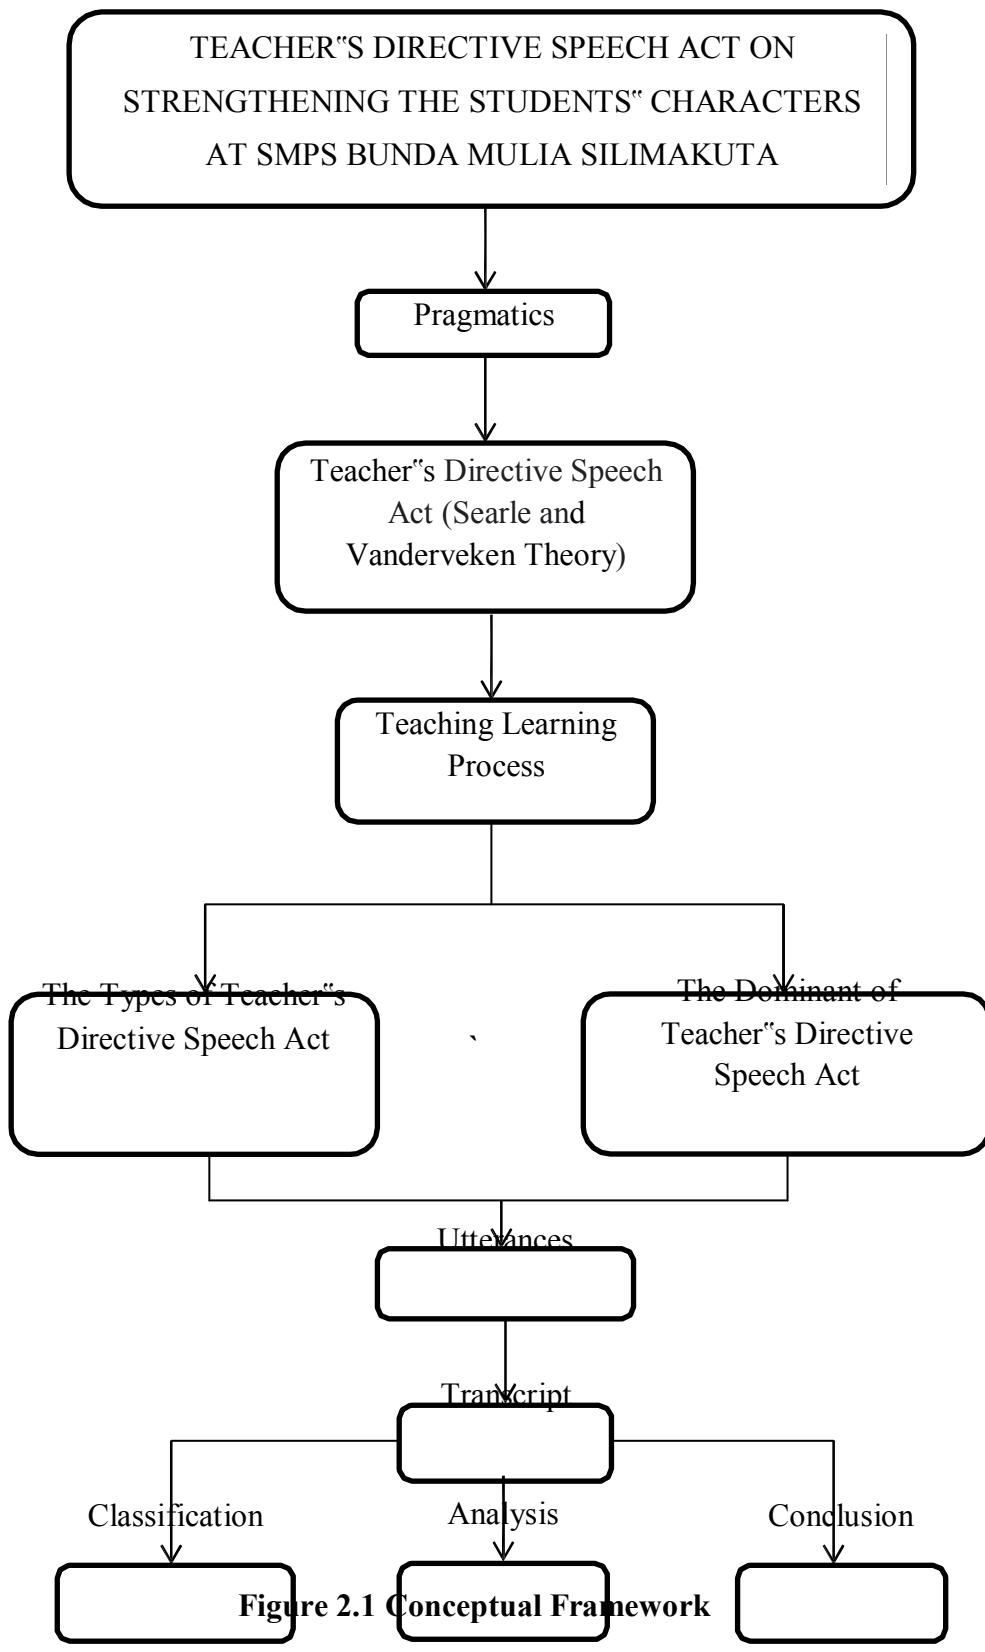 TEACHER‟S DIRECTIVE SPEECH ACT ON
STRENGTHENING THE STUDENTS‟ CHARACTERS
AT SMPS BUNDA MULIA SILIMAKUTA
Pragmatics
Teacher‟s Directive Speech
Act (Searle and
Vanderveken Theory)
Teaching Learning
Process
The Types of Teacher‟s
Directive Speech Act
`
The Dominant of
Teacher‟s Directive
Speech Act
Utterances
Transcript
Classification
Analysis
Conclusion
Figure 2.1 Conceptual Framework